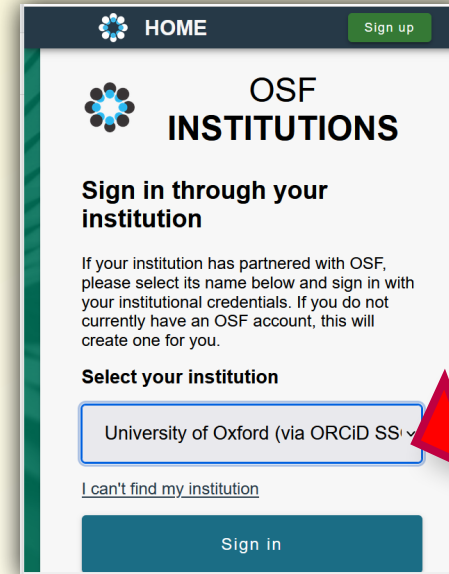 HOME
Sign up
OSF
INSTITUTIONS
Sign in through your
institution
If your institution has partnered with OSF,
please select its name below and sign in with
your institutional credentials. If you do not
currently have an OSF account, this will
create one for you.
Select your institution
University of Oxford (via ORCiD SS
I can't find my institution
Sign in